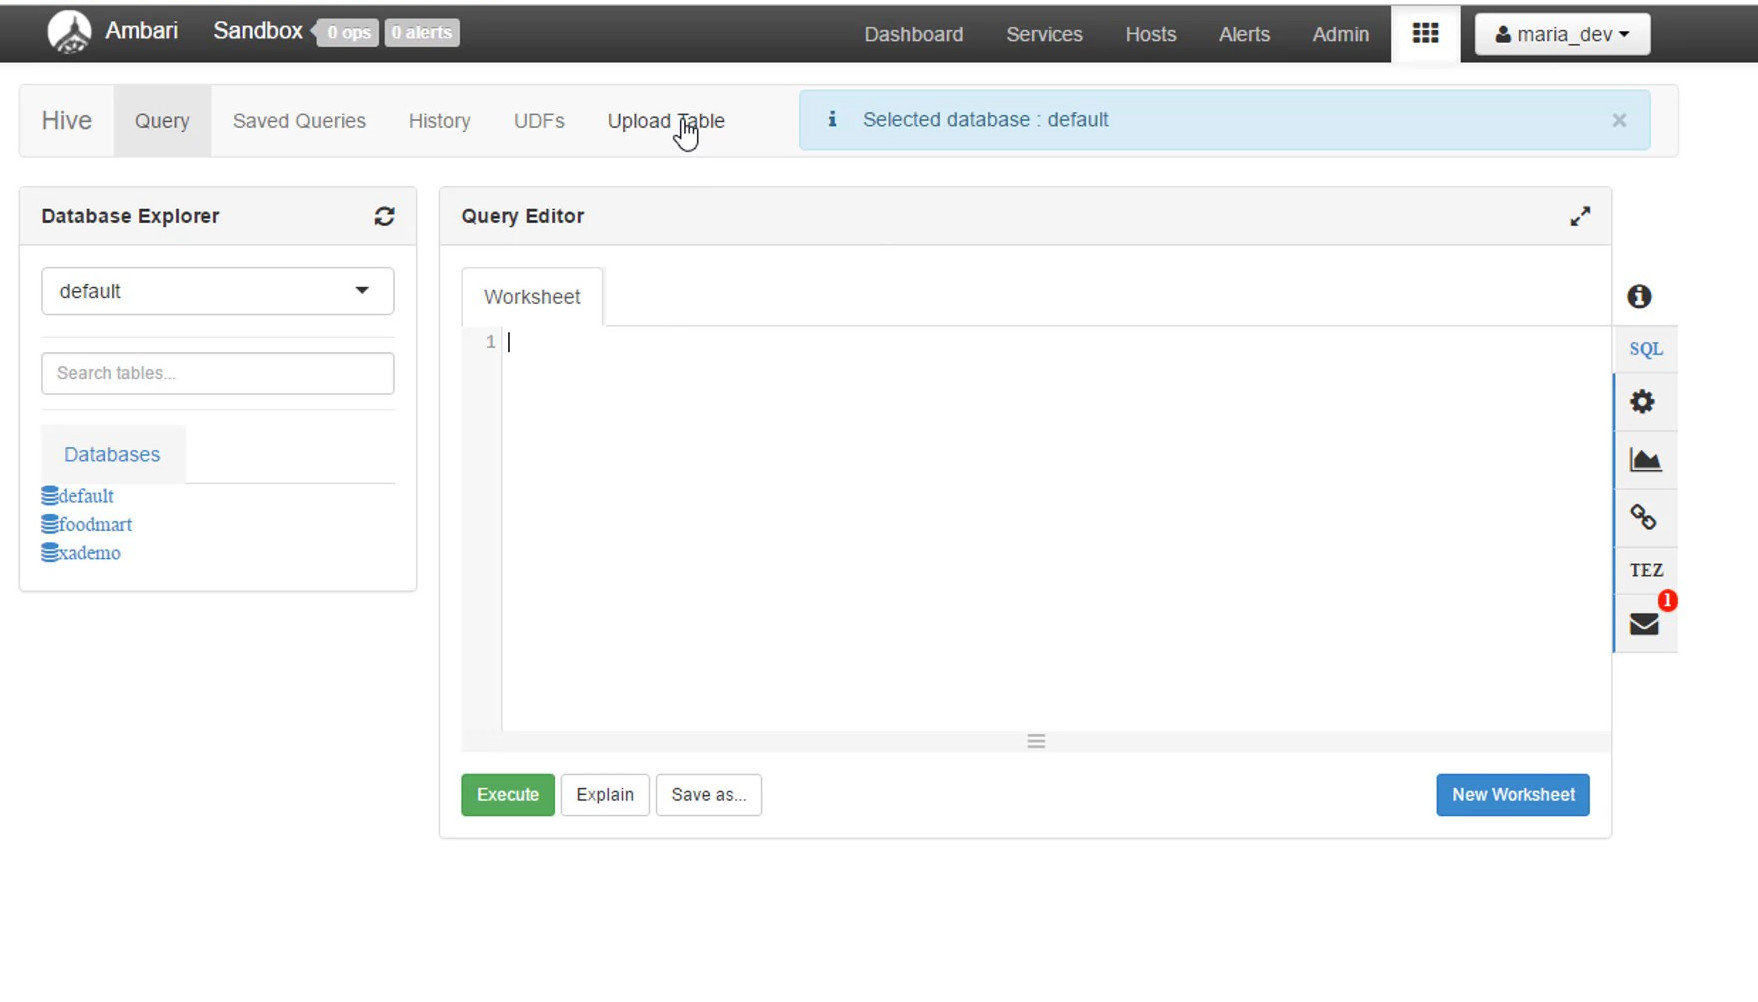 Ambari Sandbox 0 ops 0 alerts Dashboard Services Hosts Alerts Admin maria_dev
Hive Query Saved Queries History UDFs Upload Table Selected database : default ×
Database Explorer
default
Search tables...
Databases
default
foodmart
xademo
Query Editor
Worksheet
1
Execute Explain Save as... New Worksheet
SQL
TEZ
1